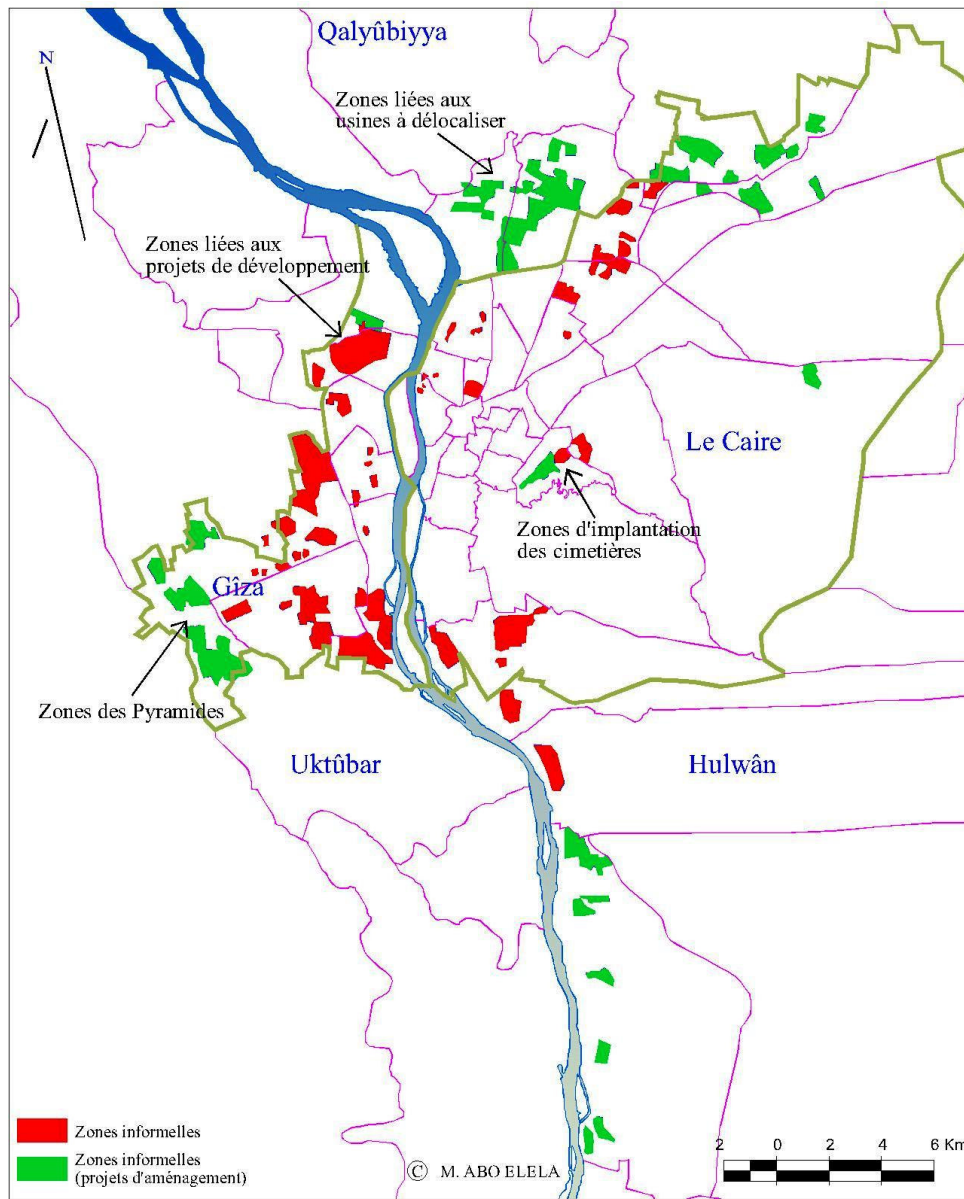 Qalyûbiyya
N
Zones liées aux
usines à délocaliser
Zones liées aux
projets de développement
Le Caire
Zones d'implantation
des cimetières
Gîza
Zones des Pyramides
Uktûbar
Hulwân
Zones informelles
Zones informelles
(projets d'aménagement)
© M. ABO ELELA
2 0 2 4 6 Km